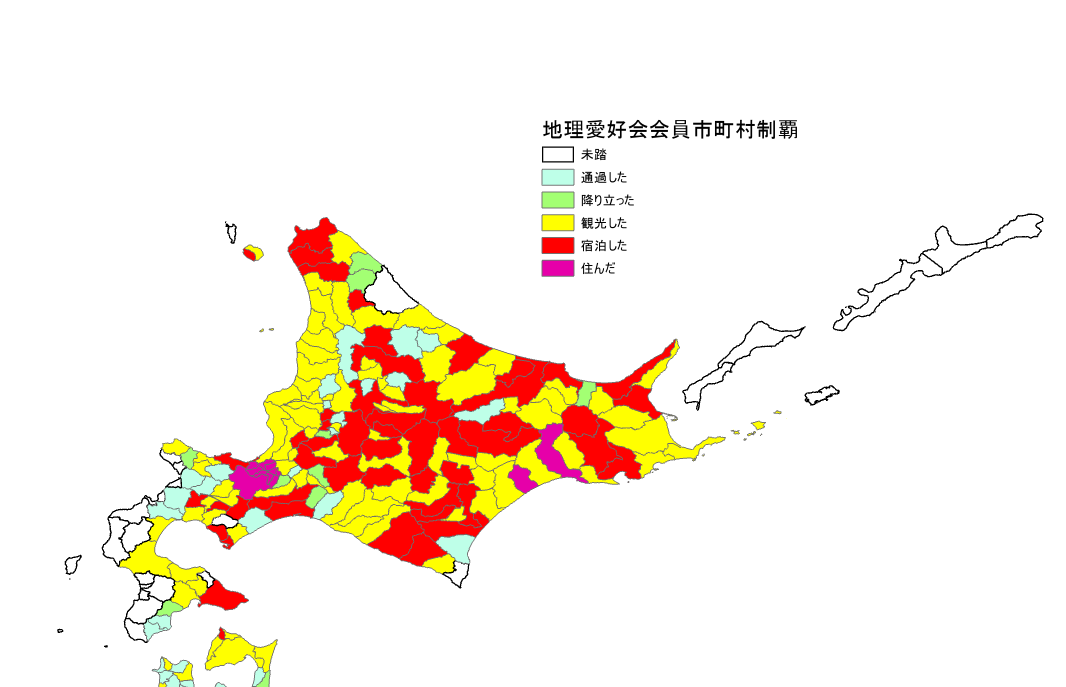 地理愛好会会員市町村制覇
未踏
通過した
降り立った
観光した
宿泊した
住んだ